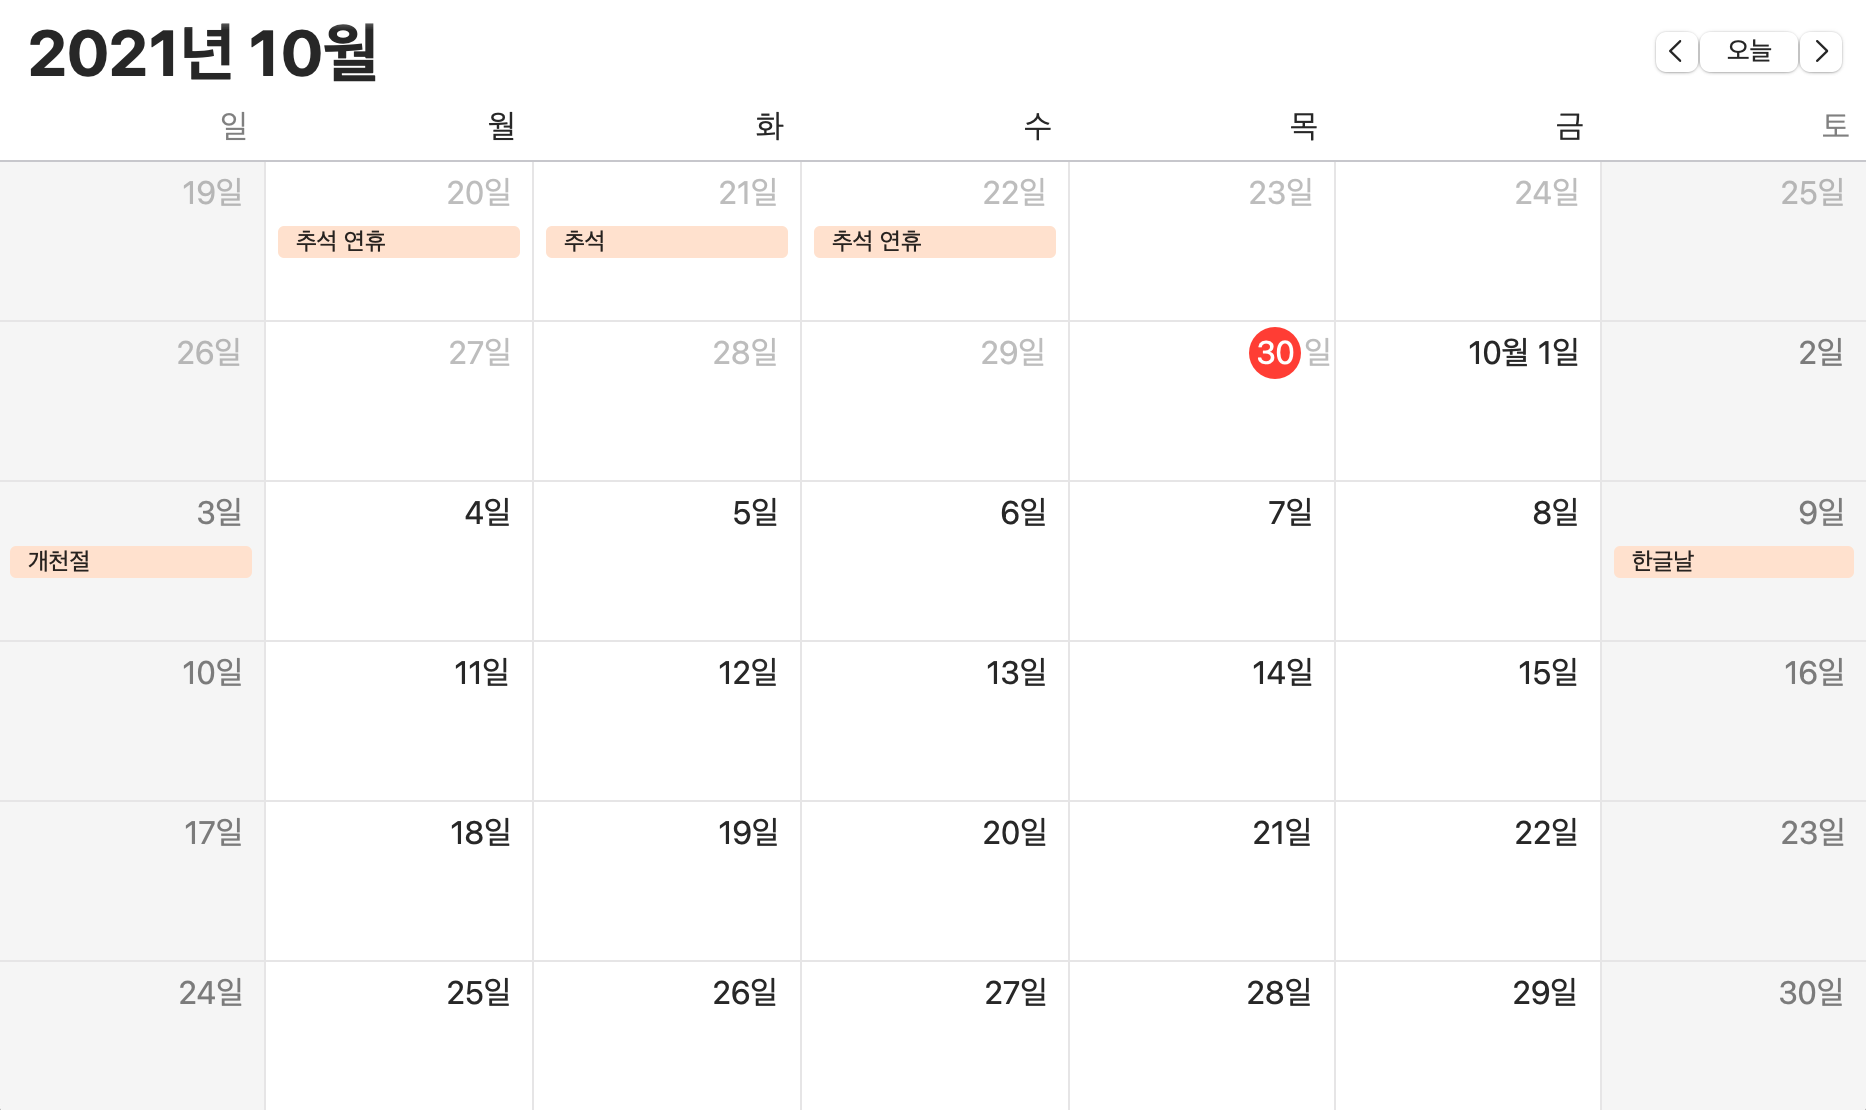 2021년 10월
오늘
일 월 화 수 목 금 토
19일 20일 21일 22일 23일 24일 25일
추석 연휴 추석 추석 연휴
26일 27일 28일 29일 30일 10월 1일 2일
3일 4일 5일 6일 7일 8일 9일
개천절 한글날
10일 11일 12일 13일 14일 15일 16일
17일 18일 19일 20일 21일 22일 23일
24일 25일 26일 27일 28일 29일 30일